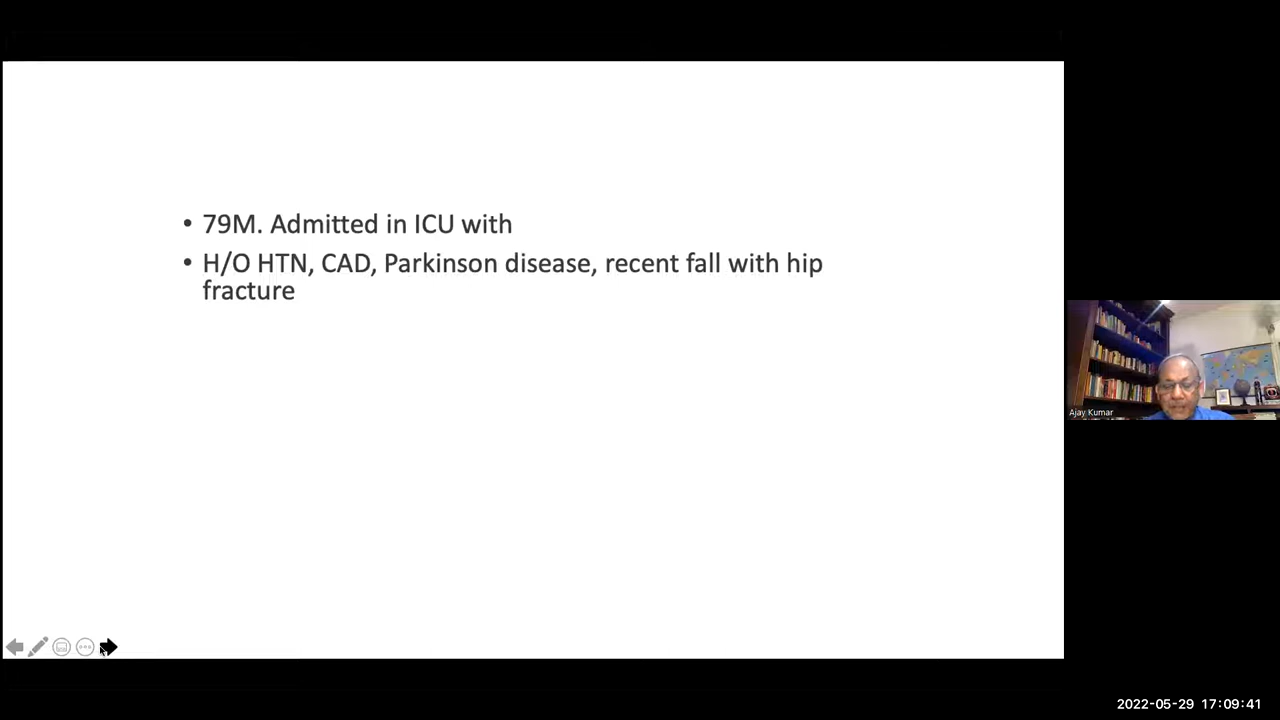 • 79M. Admitted in ICU with
• H/O HTN, CAD, Parkinson disease, recent fall with hip
fracture
Ajay Kumar
2022-05-29 17:09:41